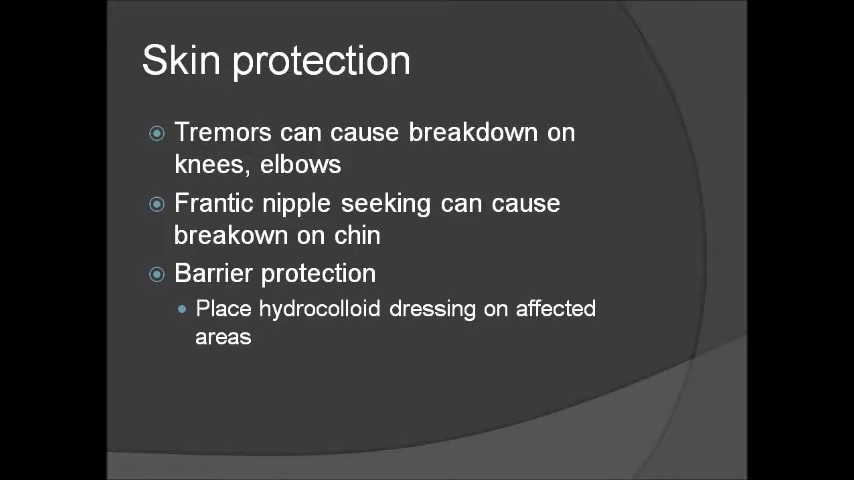 Skin protection
Tremors can cause breakdown on
knees, elbows
Frantic nipple seeking can cause
breakown on chin
Barrier protection
Place hydrocolloid dressing on affected
areas